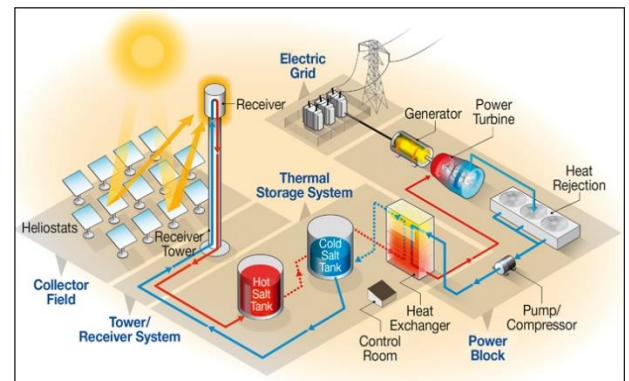 Electric
Grid
Receiver
Generator
Power
Turbine
Thermal
Storage System
Heat
Rejection
Heliostats
Receiver
Tower
Cold
Salt
Tank
Hot
Salt
Tank
Collector
Field
Tower/
Receiver System
Control
Room
Heat
Exchanger
Power
Block
Pump/
Compressor